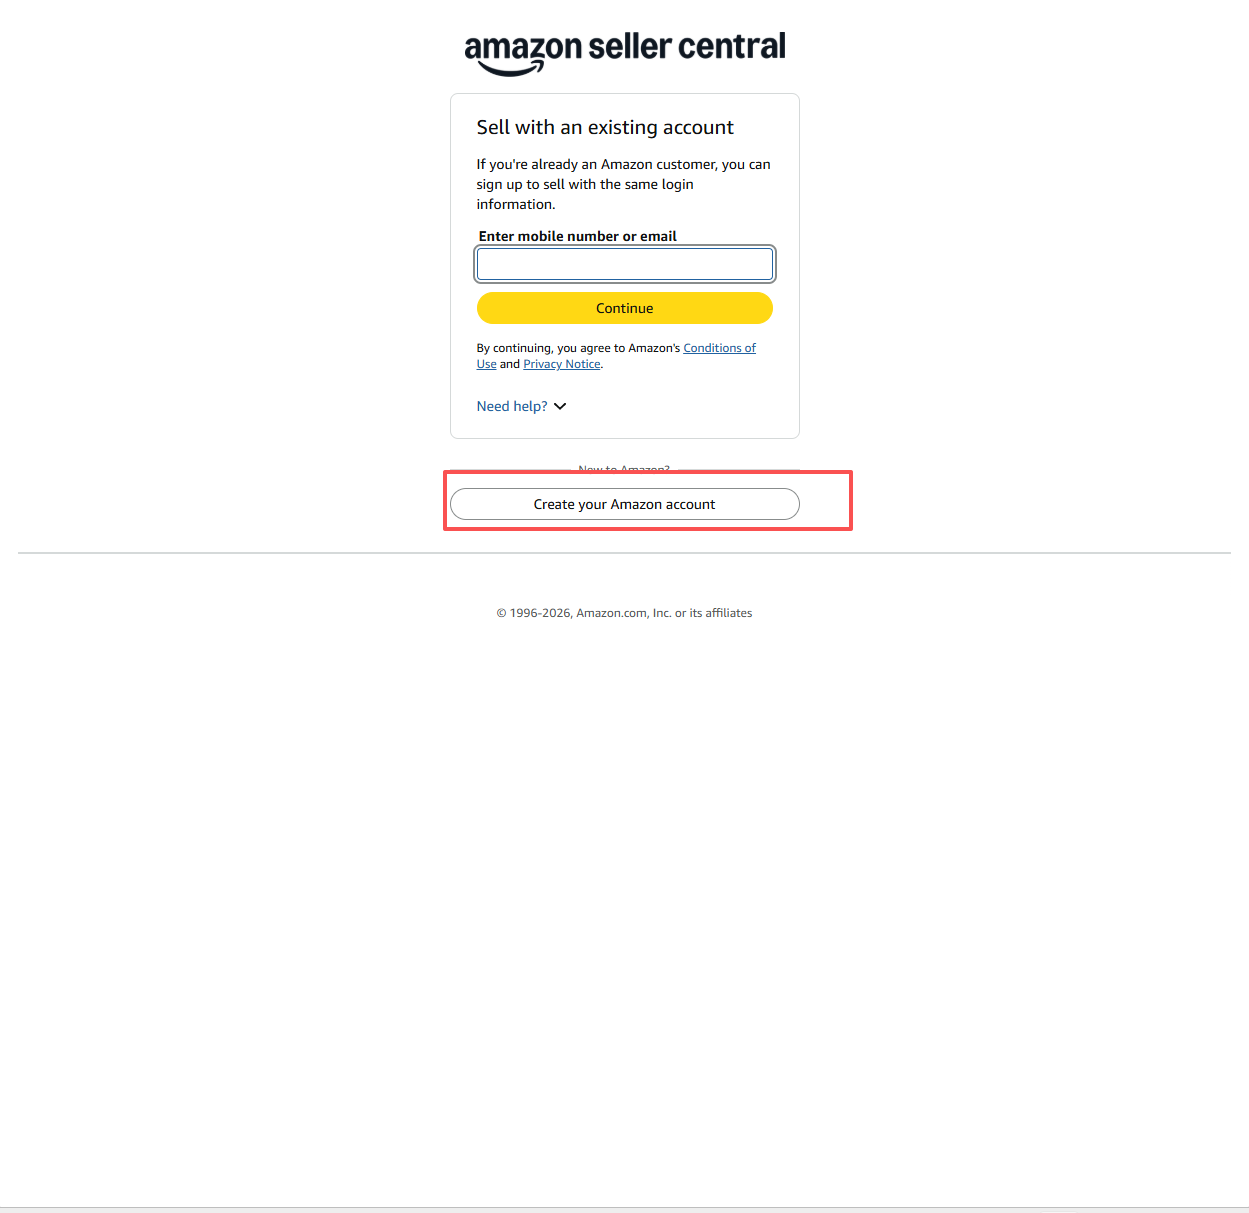 amazon seller central
Sell with an existing account
If you're already an Amazon customer, you can
sign up to sell with the same login
information.
Enter mobile number or email
Continue
By continuing, you agree to Amazon's Conditions of
Use and Privacy Notice.
Need help?
New to Amazon?
Create your Amazon account
© 1996-2026, Amazon.com, Inc. or its affiliates